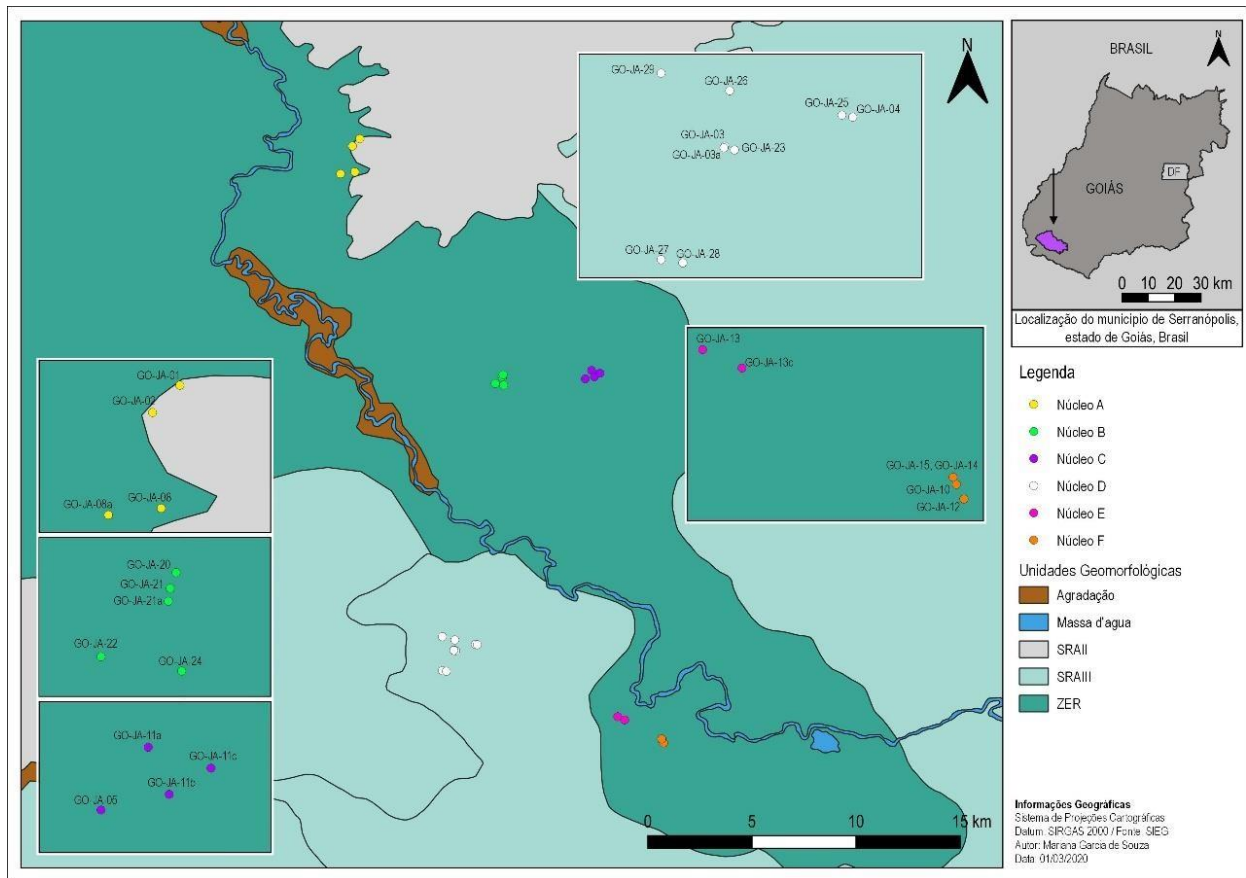 N
GO-JA-29
GO-JA-26
GO-JA-25
GO-JA-04
GO-JA-03
GO-JA-03a
GO-JA-23
GO-JA-27
GO-JA-28
GO-JA-13
GO-JA-13c
GO-JA-15, GO-JA-14
GO-JA-10
GO-JA-12
GO-JA-01
GO-JA-02
GO-JA-08a
GO-JA-20
GO-JA-21
GO-JA-21a
GO-JA-22
GO-JA-24
GO-JA-11a
GO-JA-11c
GO-JA-11b
GO-JA-05
0 5 10 15 km
BRASIL
N
GOIÁS
DF
0 10 20 30 km
Localização do município de Serranópolis,
estado de Goiás, Brasil
Legenda
Núcleo A
Núcleo B
Núcleo C
Núcleo D
Núcleo E
Núcleo F
Unidades Geomorfológicas
Agradação
Massa d'agua
SRAII
SRAIII
ZER
Informações Geográficas
Sistema de Projeções Cartográficas
Datum: SIRGAS 2000 / Fonte: SIEG
Autor: Mariana Garcia de Souza
Data: 01/03/2020